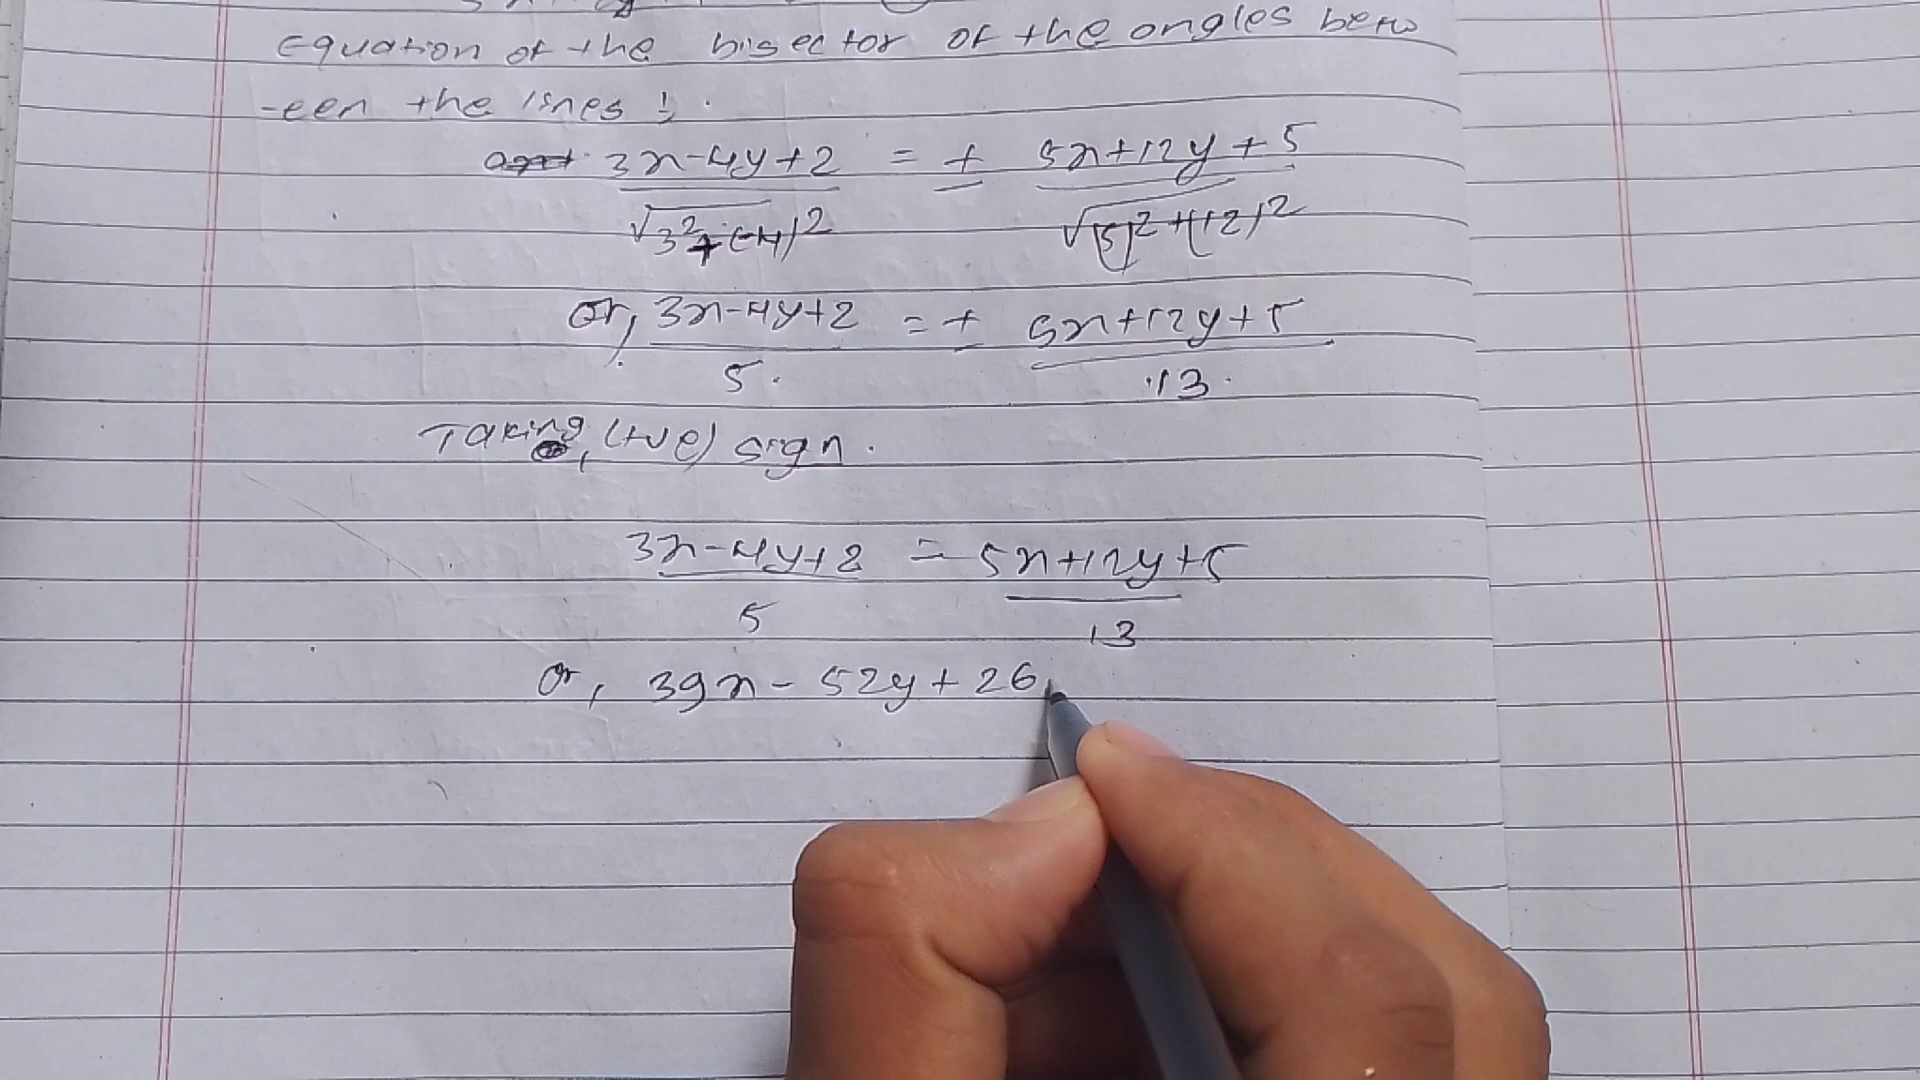 Equation of the bisector of the angles betw
-een the lines :
3x-4y+2 = ± 5x+12y+5
√3²+(-4)² √(5)²+(12)²
or, 3x-4y+2 = ± 5x+12y+5
5. 13.
Taking, (+ve) sign.
3x-4y+2 = 5x+12y+5
5 13
or, 39x - 52y + 26